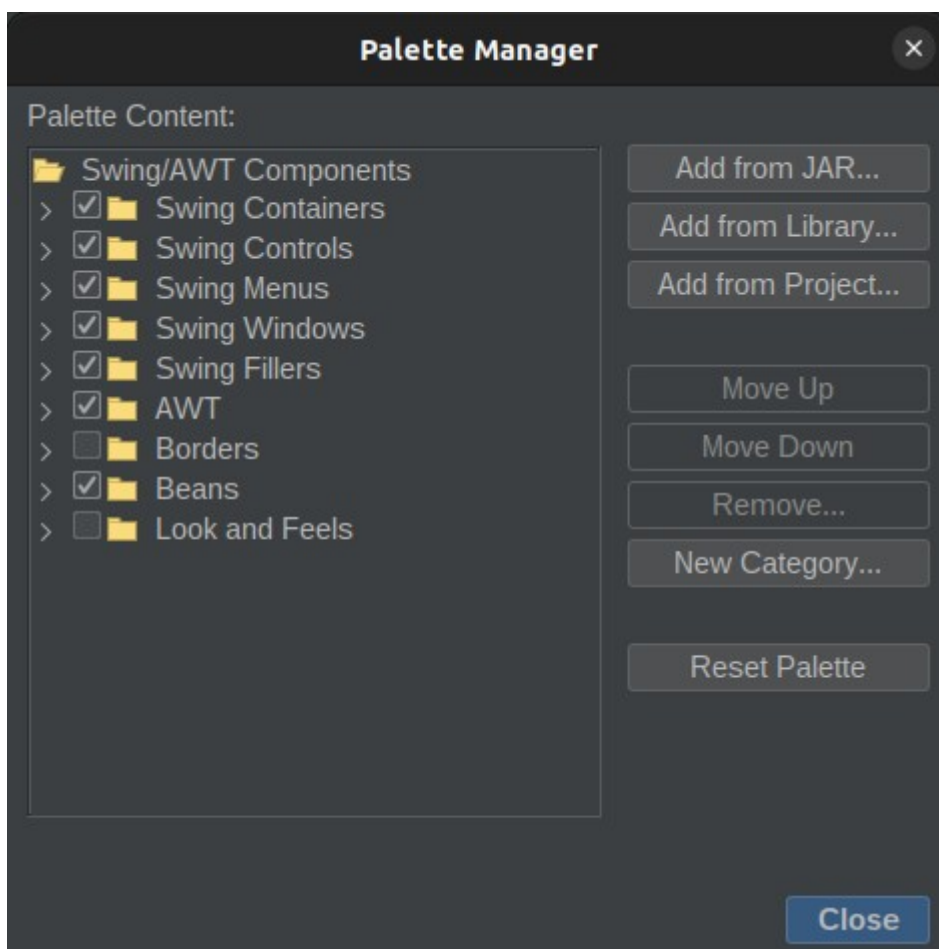 Palette Manager
Palette Content:
Swing/AWT Components
Swing Containers
Swing Controls
Swing Menus
Swing Windows
Swing Fillers
AWT
Borders
Beans
Look and Feels
Add from JAR...
Add from Library...
Add from Project...
Move Up
Move Down
Remove...
New Category...
Reset Palette
Close